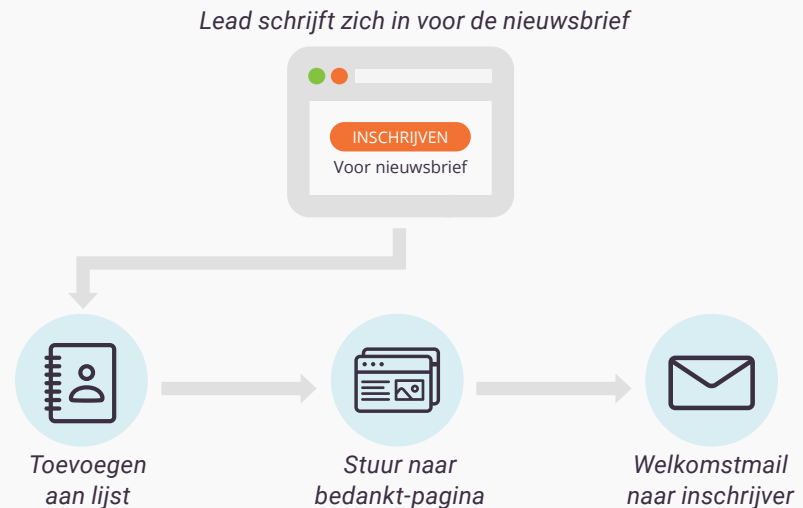 Lead schrijft zich in voor de nieuwsbrief
INSCHRIJVEN
Voor nieuwsbrief
Toevoegen
aan lijst
Stuur naar
bedankt-pagina
Welkomstmail
naar inschrijver